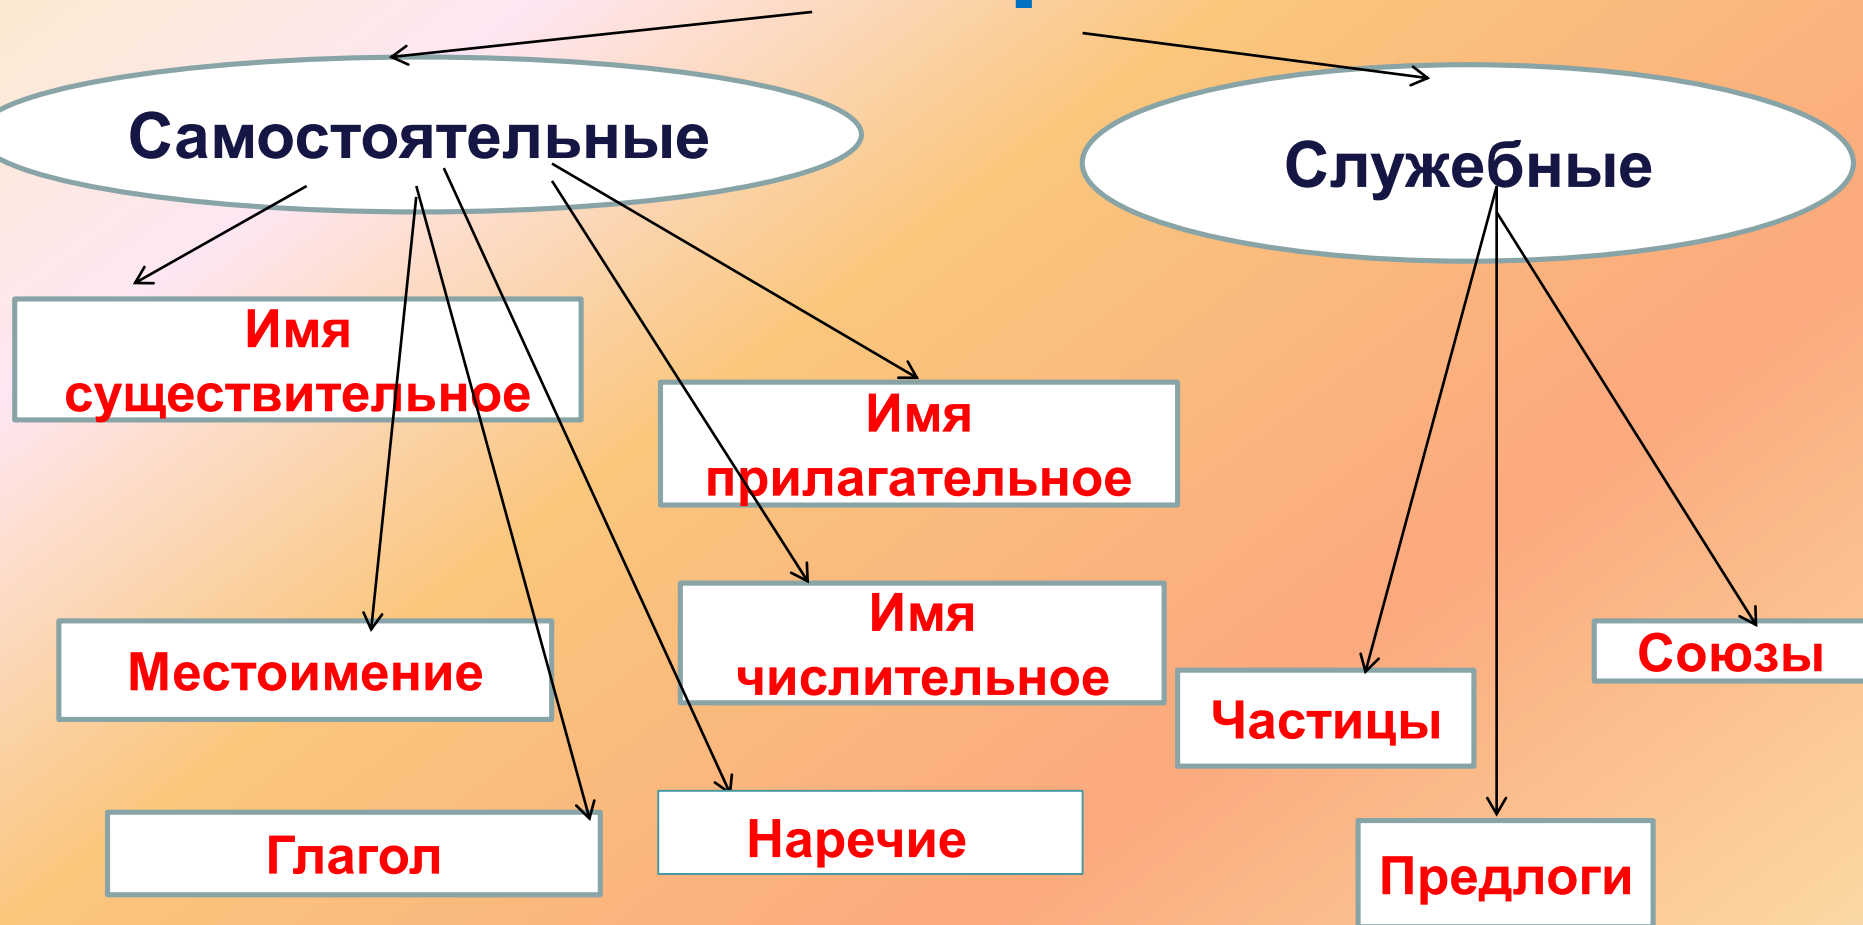 Самостоятельные
Служебные
Имя
существительное
Имя
прилагательное
Имя
числительное
Местоимение
Союзы
Частицы
Глагол
Наречие
Предлоги